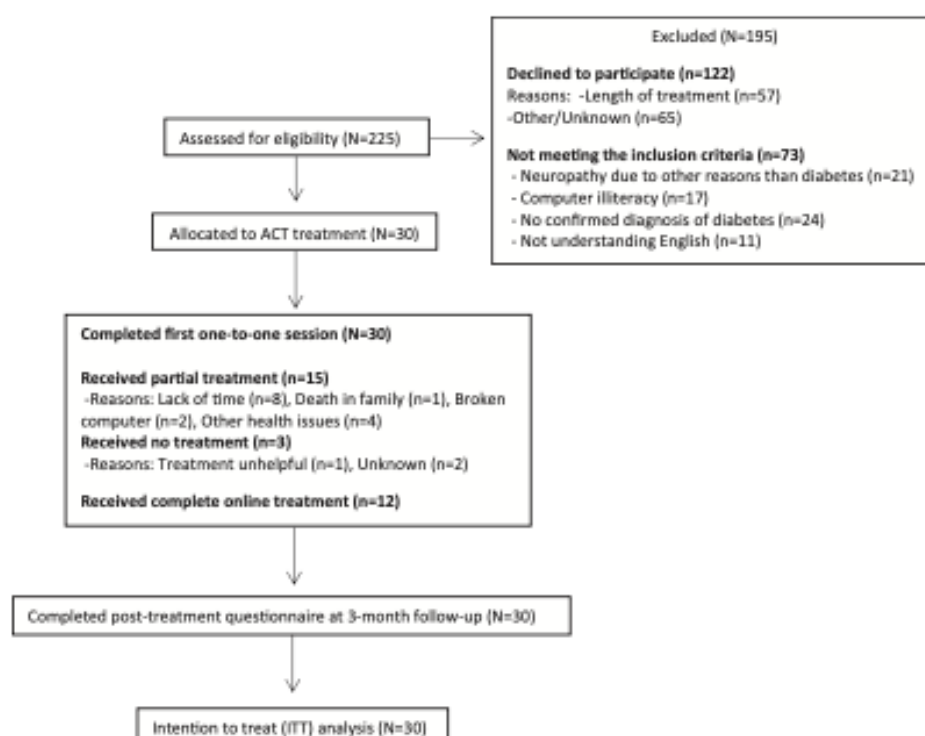 Excluded (N=195)
Declined to participate (n=122)
Reasons: -Length of treatment (n=57)
-Other/Unknown (n=65)
Not meeting the inclusion criteria (n=73)
- Neuropathy due to other reasons than diabetes (n=21)
- Computer illiteracy (n=17)
- No confirmed diagnosis of diabetes (n=24)
- Not understanding English (n=11)
Assessed for eligibility (N=225)
Allocated to ACT treatment (N=30)
Completed first one-to-one session (N=30)
Received partial treatment (n=15)
-Reasons: Lack of time (n=8), Death in family (n=1), Broken
computer (n=2), Other health issues (n=4)
Received no treatment (n=3)
-Reasons: Treatment unhelpful (n=1), Unknown (n=2)
Received complete online treatment (n=12)
Completed post-treatment questionnaire at 3-month follow-up (N=30)
Intention to treat (ITT) analysis (N=30)